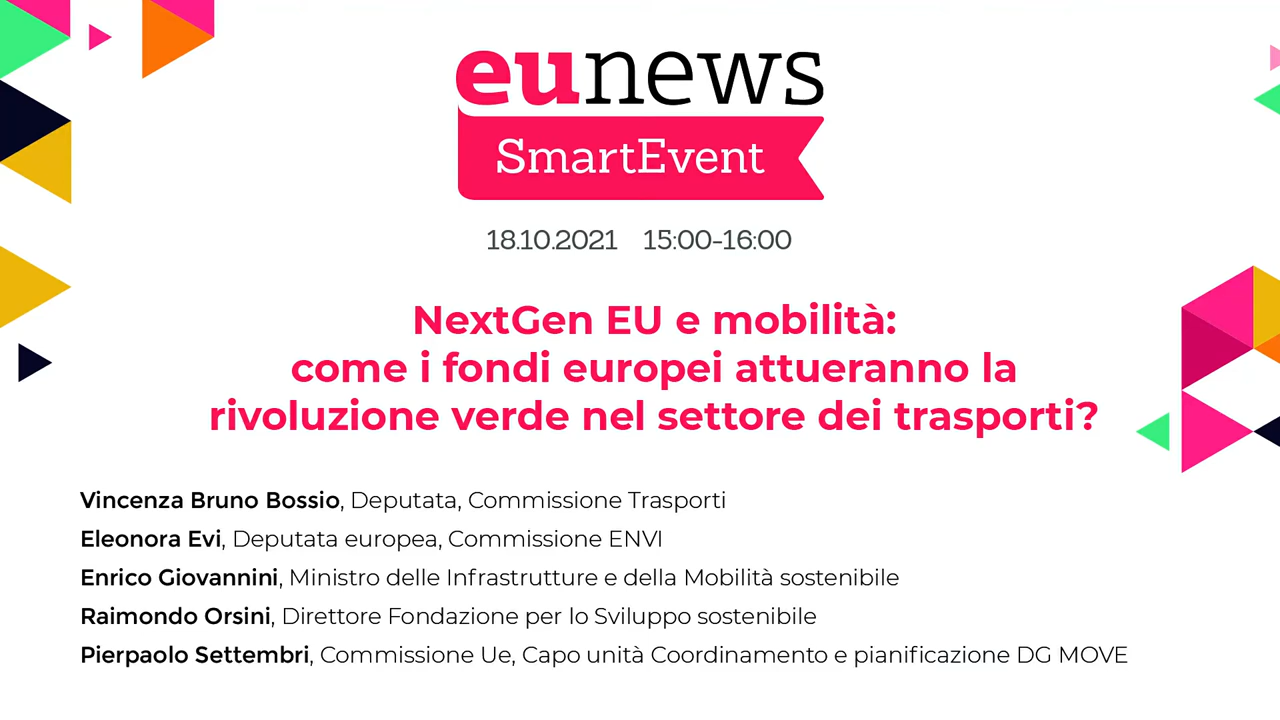 eunews
SmartEvent
18.10.2021 15:00-16:00
NextGen EU e mobilità:
come i fondi europei attueranno la
rivoluzione verde nel settore dei trasporti?
Vincenza Bruno Bossio, Deputata, Commissione Trasporti
Eleonora Evi, Deputata europea, Commissione ENVI
Enrico Giovannini, Ministro delle Infrastrutture e della Mobilità sostenibile
Raimondo Orsini, Direttore Fondazione per lo Sviluppo sostenibile
Pierpaolo Settembri, Commissione Ue, Capo unità Coordinamento e pianificazione DG MOVE